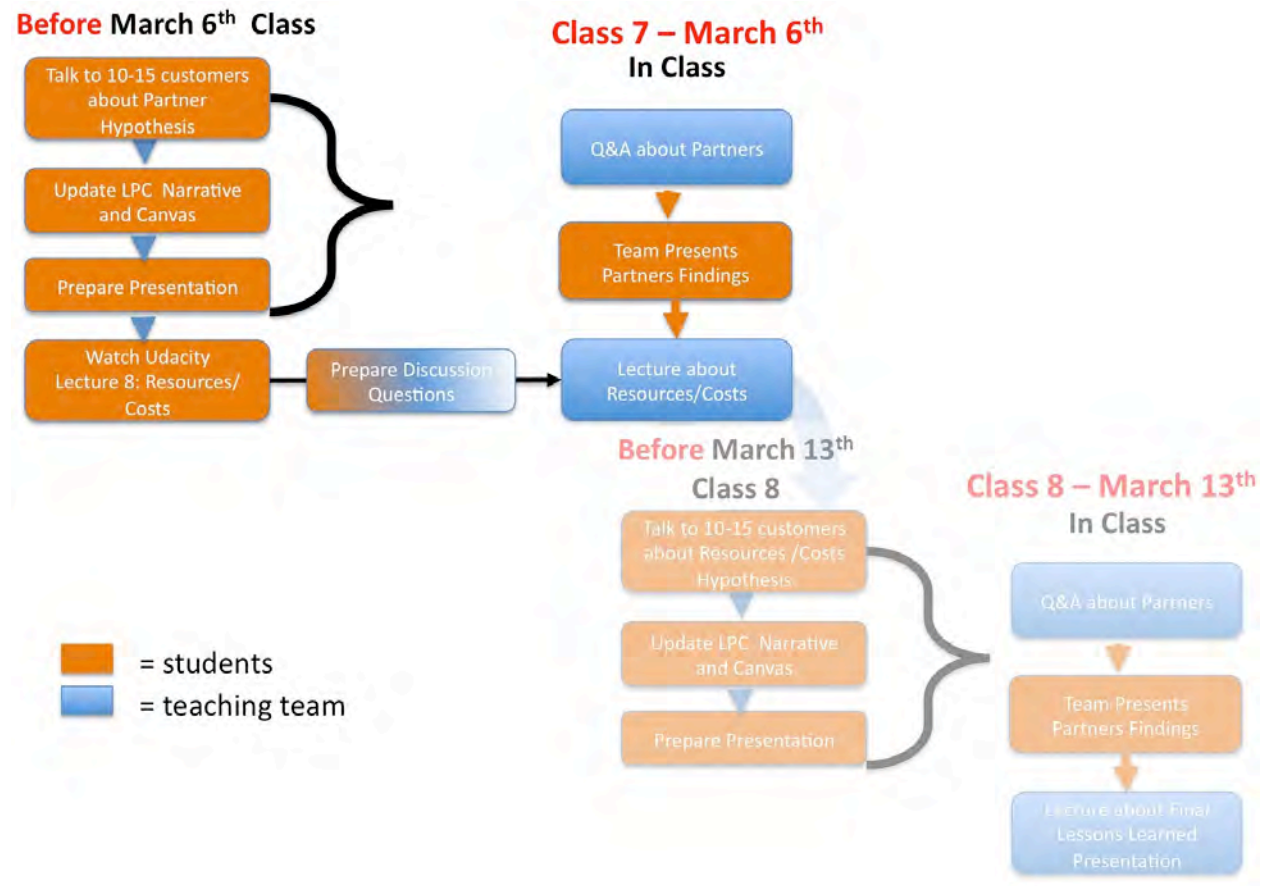 Before March 6th Class
Talk to 10-15 customers
about Partner
Hypothesis
Update LPC Narrative
and Canvas
Prepare Presentation
Watch Udacity
Lecture 8: Resources/
Costs
Prepare Discussion
Questions
Class 7 – March 6th
In Class
Q&A about Partners
Team Presents
Partners Findings
Lecture about
Resources/Costs
Before March 13th
Class 8
Talk to 10-15 customers
about Resources /Costs
Hypothesis
Update LPC Narrative
and Canvas
Prepare Presentation
Class 8 – March 13th
In Class
Q&A about Partners
Team Presents
Partners Findings
Lecture about Final
Lessons Learned
Presentation
= students
= teaching team